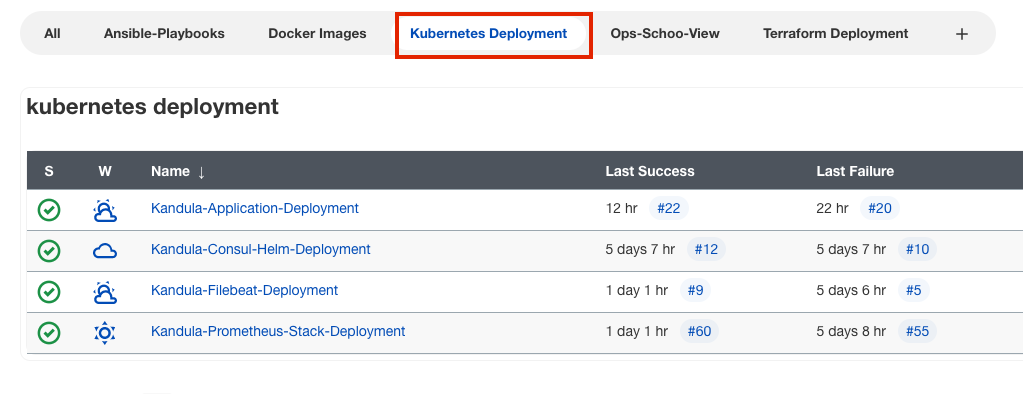 All Ansible-Playbooks Docker Images Kubernetes Deployment Ops-Schoo-View Terraform Deployment +
kubernetes deployment
S W Name ↓ Last Success Last Failure
Kandula-Application-Deployment 12 hr #22 22 hr #20
Kandula-Consul-Helm-Deployment 5 days 7 hr #12 5 days 7 hr #10
Kandula-Filebeat-Deployment 1 day 1 hr #9 5 days 6 hr #5
Kandula-Prometheus-Stack-Deployment 1 day 1 hr #60 5 days 8 hr #55